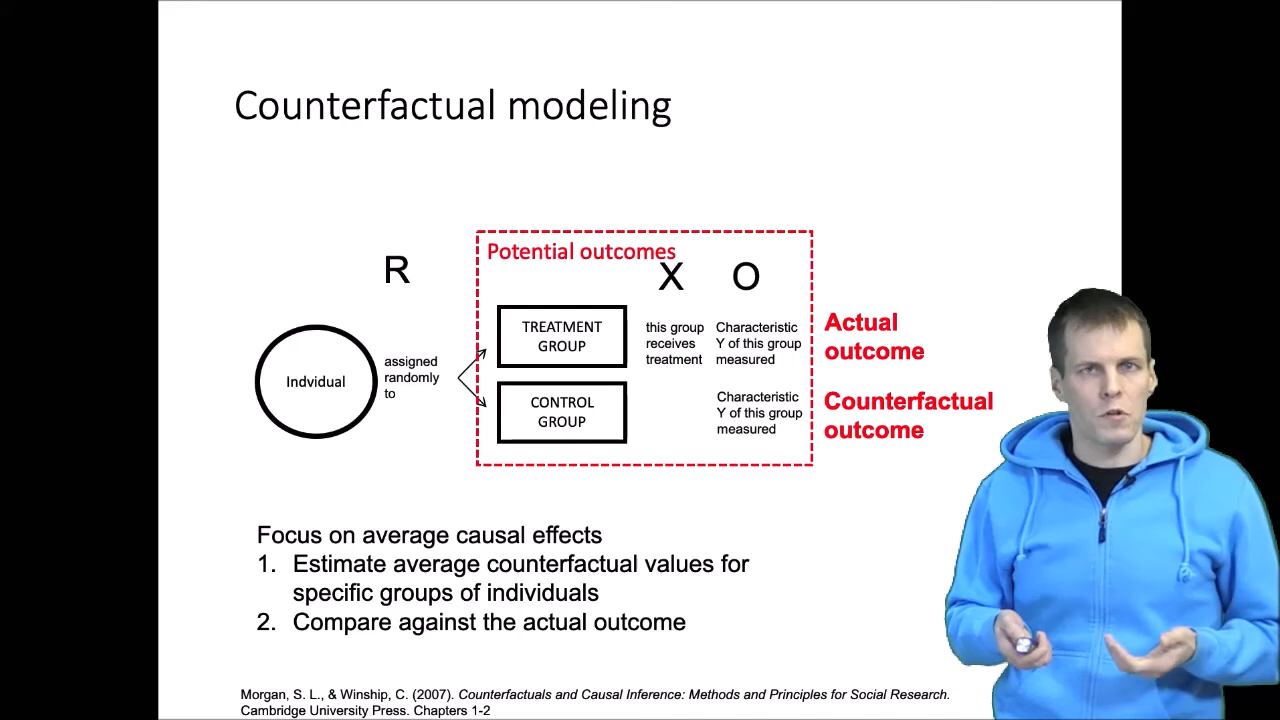 Counterfactual modeling
Potential outcomes
R
X
O
Indvidual
assigned
randomly
to
TREATMENT
GROUP
this group
receives
treatment
Characteristic
Y of this group
measured
Actual
outcome
CONTROL
GROUP
Characteristic
Y of this group
measured
Counterfactual
outcome
Focus on average causal effects
1. Estimate average counterfactual values for
specific groups of individuals
2. Compare against the actual outcome
Morgan, S. L., & Winship, C. (2007). Counterfactuals and Causal Inference: Methods and Principles for Social Research.
Cambridge University Press. Chapters 1-2